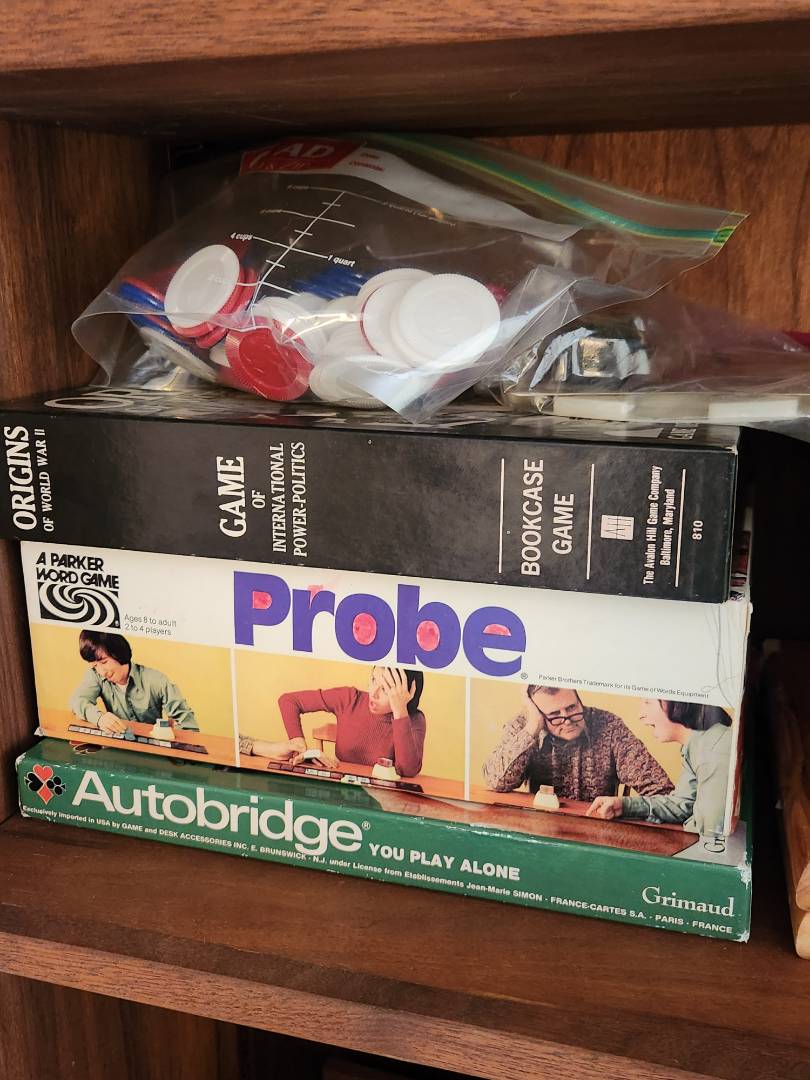 AD
4 cups
1 quart
ORIGINS
OF WORLD WAR II
GAME
OF
INTERNATIONAL
POWER-POLITICS
BOOKCASE
GAME
The Avalon Hill Game Company
Baltimore, Maryland
810
A PARKER
WORD GAME
Ages 8 to adult
2 to 4 players
Probe®
Parker Brothers Trademark for its Game of Words Equipment
Autobridge® YOU PLAY ALONE
Exclusively imported in USA by GAME and DESK ACCESSORIES INC. E. BRUNSWICK - N.J. under License from Etablissements Jean-Marie SIMON - FRANCE-CARTES S.A. - PARIS - FRANCE
Grimaud